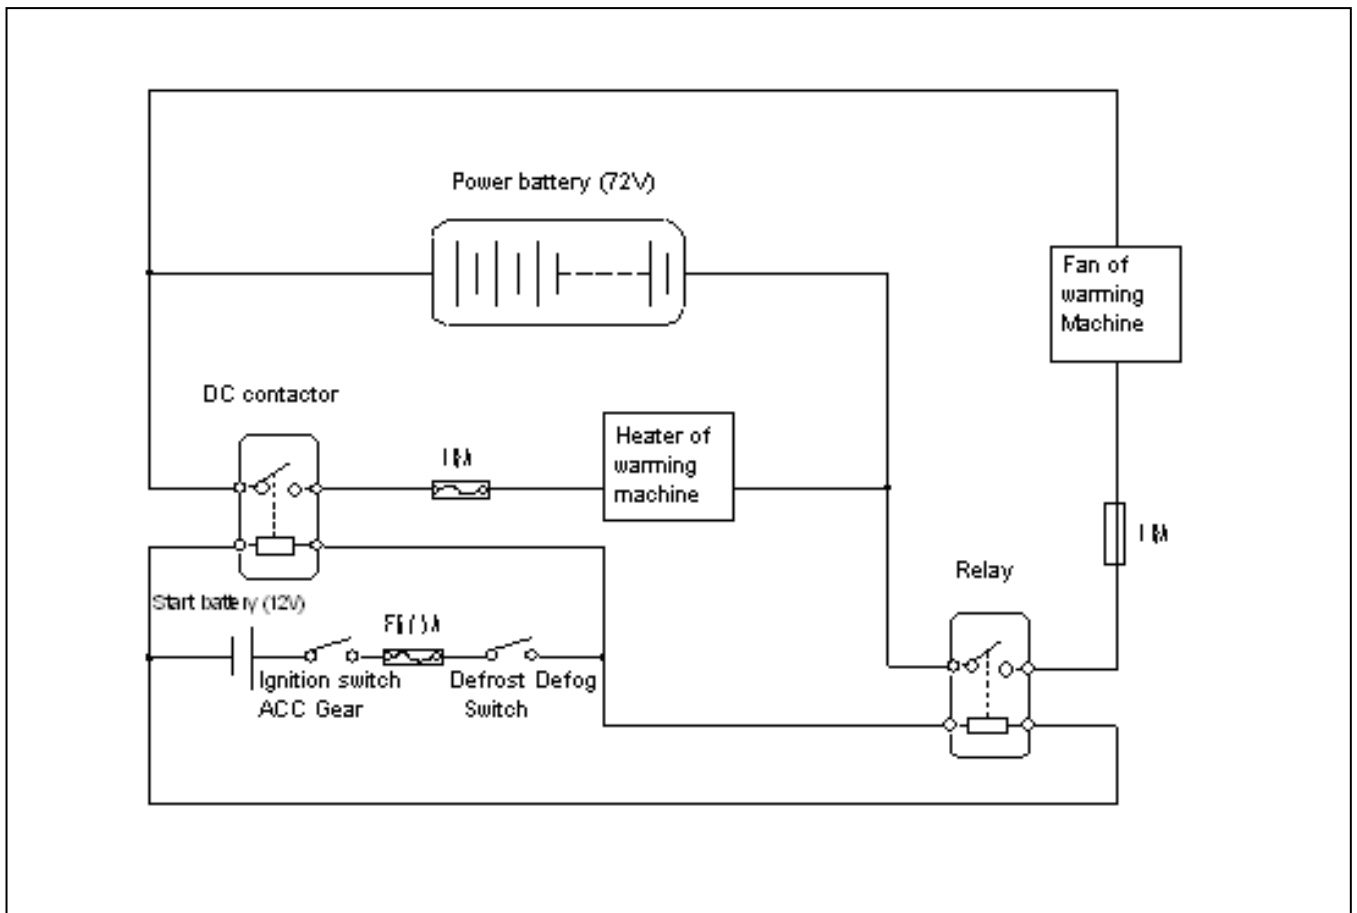 Power battery (72V)
Fan of
warming
Machine
DC contactor
Heater of
warming
machine
Relay
Start battery (12V)
Ignition switch
ACC Gear
Defrost Defog
Switch